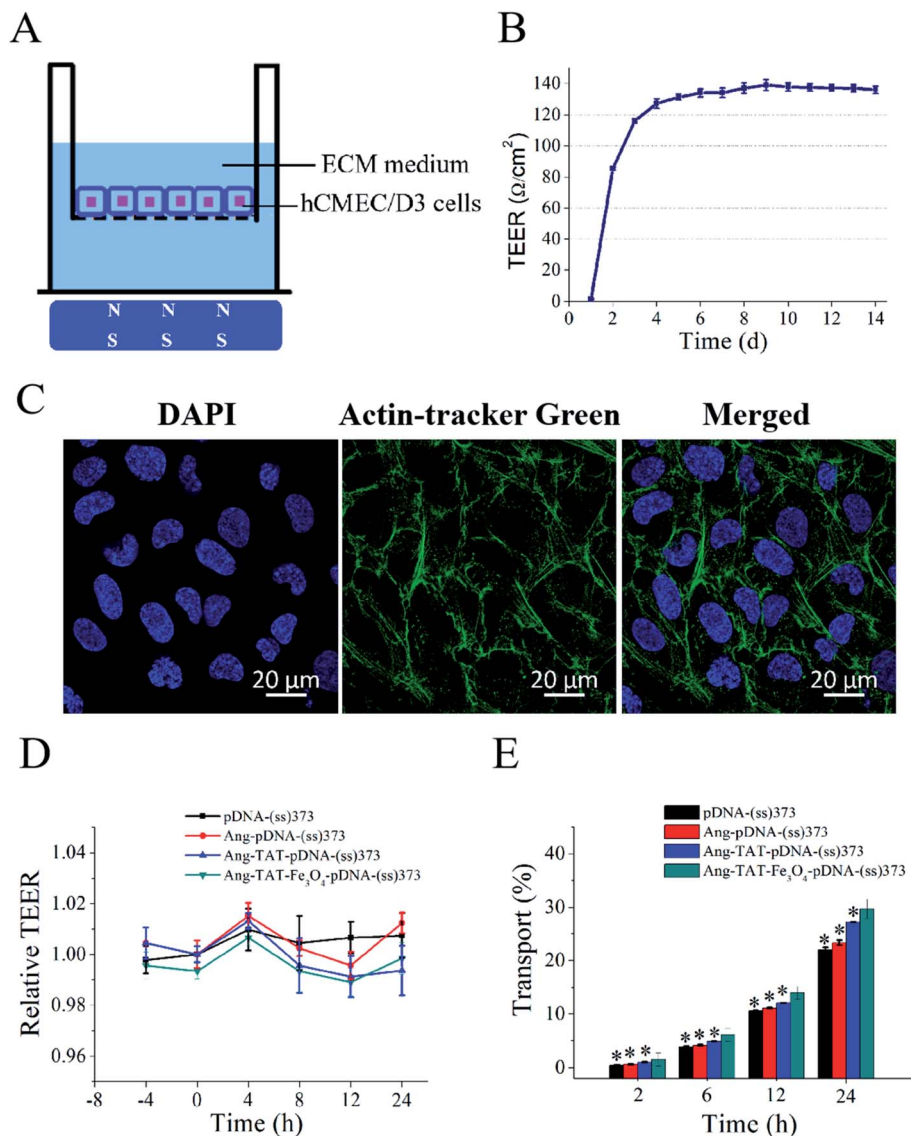 A
ECM medium
hCMEC/D3 cells
N N N
S S S
B
TEER (Ω/cm²)
140
120
100
80
60
40
20
0
0 2 4 6 8 10 12 14
Time (d)
C
DAPI Actin-tracker Green Merged
20 µm 20 µm 20 µm
D
pDNA-(ss)373
Ang-pDNA-(ss)373
Ang-TAT-pDNA-(ss)373
Ang-TAT-Fe₃O₄-pDNA-(ss)373
Relative TEER
1.04
1.02
1.00
0.98
0.96
-8 -4 0 4 8 12 24
Time (h)
E
pDNA-(ss)373
Ang-pDNA-(ss)373
Ang-TAT-pDNA-(ss)373
Ang-TAT-Fe₃O₄-pDNA-(ss)373
Transport (%)
30
20
10
0
*** *** *** ***
2 6 12 24
Time (h)